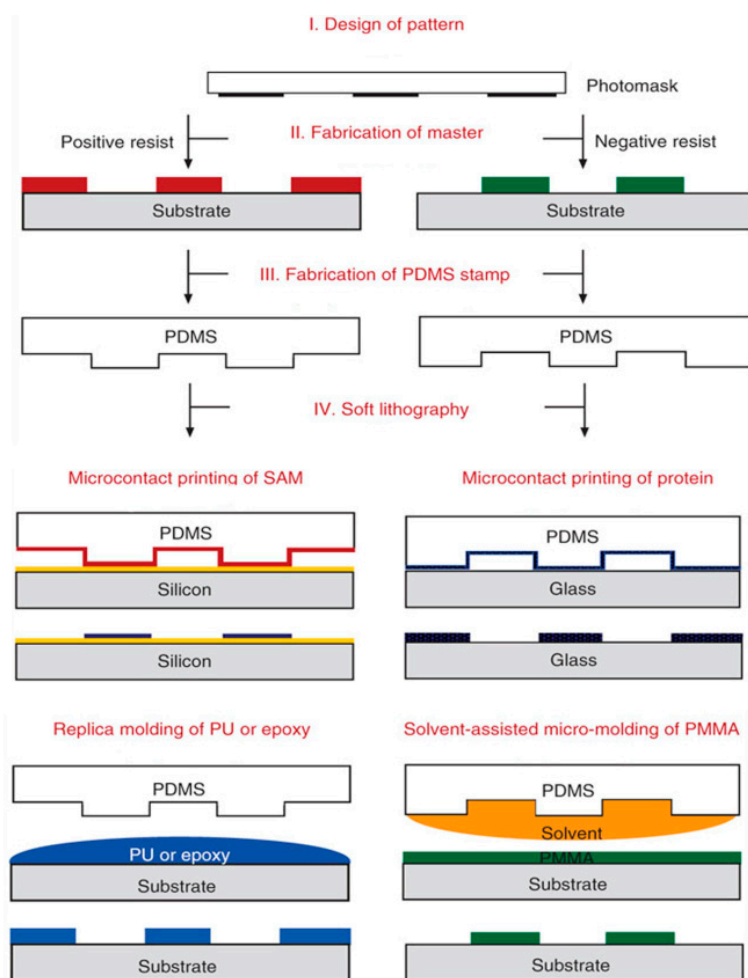 I. Design of pattern
Photomask
Positive resist
II. Fabrication of master
Negative resist
Substrate
Substrate
III. Fabrication of PDMS stamp
PDMS
PDMS
IV. Soft lithography
Microcontact printing of SAM
Microcontact printing of protein
PDMS
PDMS
Silicon
Glass
Silicon
Glass
Replica molding of PU or epoxy
Solvent-assisted micro-molding of PMMA
PDMS
PDMS
Solvent
PU or epoxy
PMMA
Substrate
Substrate
Substrate
Substrate